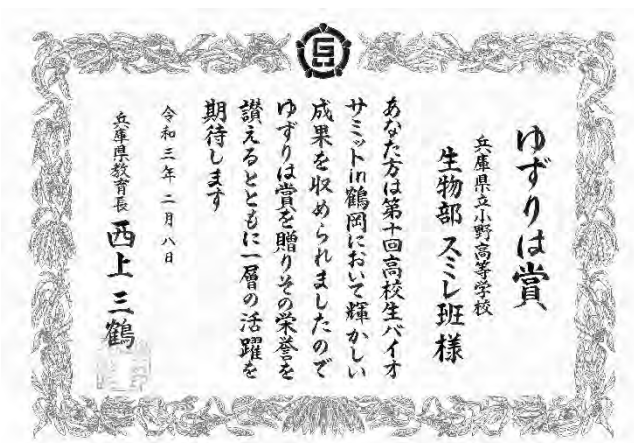 ゆずりは賞
兵庫県立小野高等学校
生物部 スミレ班 様
あなた方は第十回高校生バイオ
サミットin鶴岡において輝かしい
成果を収められましたので
ゆずりは賞を贈りその栄誉を
讃えるとともに一層の活躍を
期待します
令和三年 二月八日
兵庫県教育長 西上三鶴